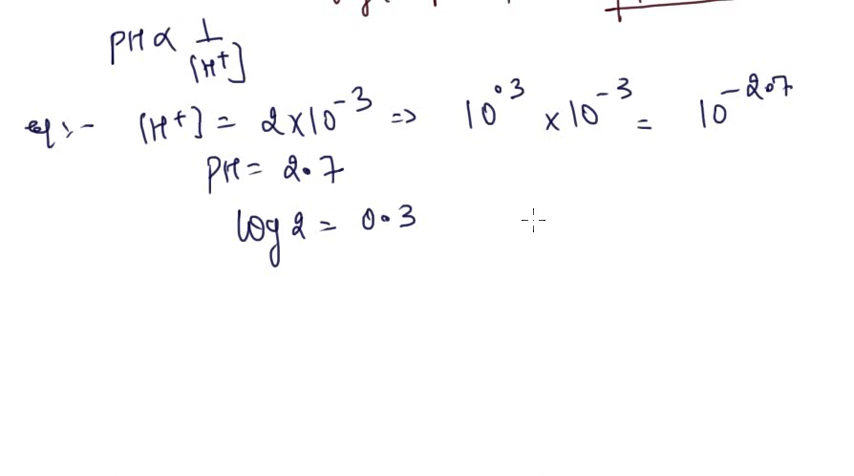 PH ∝ 1/[H⁺]
eg:- [H⁺] = 2×10⁻³ => 10^.3 × 10⁻³ = 10^-2.7
PH = 2.7
log 2 = 0.3